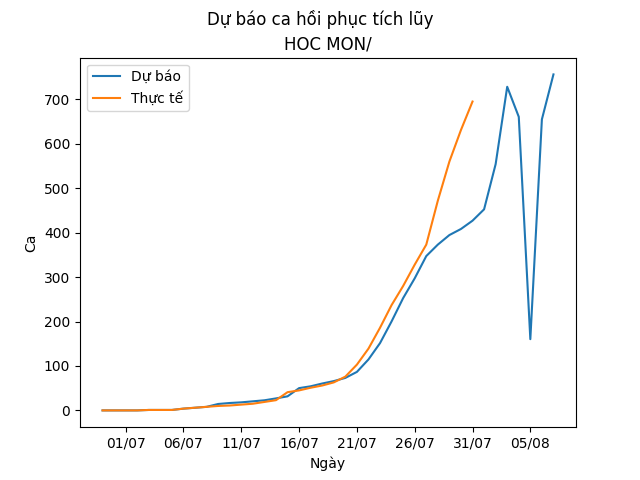 Dự báo ca hồi phục tích lũy
HOC MON/
Dự báo
Thực tế
Ca
700
600
500
400
300
200
100
0
01/07 06/07 11/07 16/07 21/07 26/07 31/07 05/08
Ngày